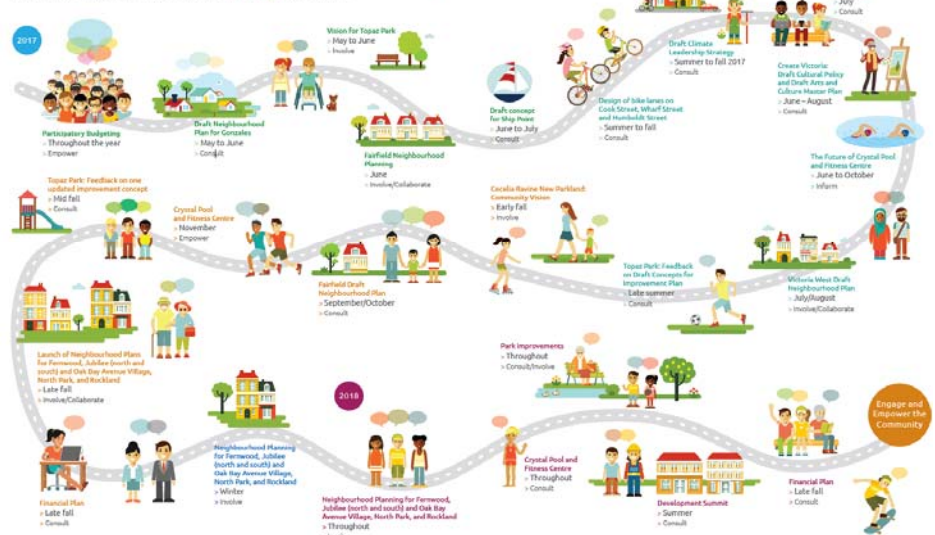 2017
Participatory Budgeting
> Throughout the year
> Empower
Draft Neighbourhood
Plan for Gonzales
> May to June
> Consult
Vision for Topaz Park
> May to June
> Involve
Fairfield Neighbourhood
Planning
> June
> Involve/Collaborate
Draft concept
for Ship Point
> June to July
> Consult
Design of bike lanes on
Cook Street, Wharf Street
and Humboldt Street
> Summer to fall
> Consult
Draft Climate
Leadership Strategy
> Summer to fall 2017
> Consult
> July
> Consult
Create Victoria:
Draft Cultural Policy
and Draft Arts and
Culture Master Plan
> June – August
> Consult
The Future of Crystal Pool
and Fitness Centre
> June to October
> Inform
Victoria West Draft
Neighbourhood Plan
> July/August
> Involve/Collaborate
Topaz Park: Feedback
on Draft Concepts for
Improvement Plan
> Late summer
> Consult
Cecelia Ravine New Parkland:
Community Vision
> Early fall
> Involve
Fairfield Draft
Neighbourhood Plan
> September/October
> Consult
Crystal Pool
and Fitness Centre
> November
> Empower
Topaz Park: Feedback on one
updated improvement concept
> Mid fall
> Consult
Launch of Neighbourhood Plans
for Fernwood, Jubilee (north and
south) and Oak Bay Avenue Village,
North Park, and Rockland
> Late fall
> Involve/Collaborate
Financial Plan
> Late fall
> Consult
Neighbourhood Planning
for Fernwood, Jubilee
(north and south) and
Oak Bay Avenue Village,
North Park, and Rockland
> Winter
> Involve
2018
Neighbourhood Planning for Fernwood,
Jubilee (north and south) and Oak Bay
Avenue Village, North Park, and Rockland
> Throughout
Crystal Pool and
Fitness Centre
> Throughout
> Consult
Park Improvements
> Throughout
> Consult/Involve
Development Summit
> Summer
> Consult
Financial Plan
> Late fall
> Consult
Engage and
Empower the
Community